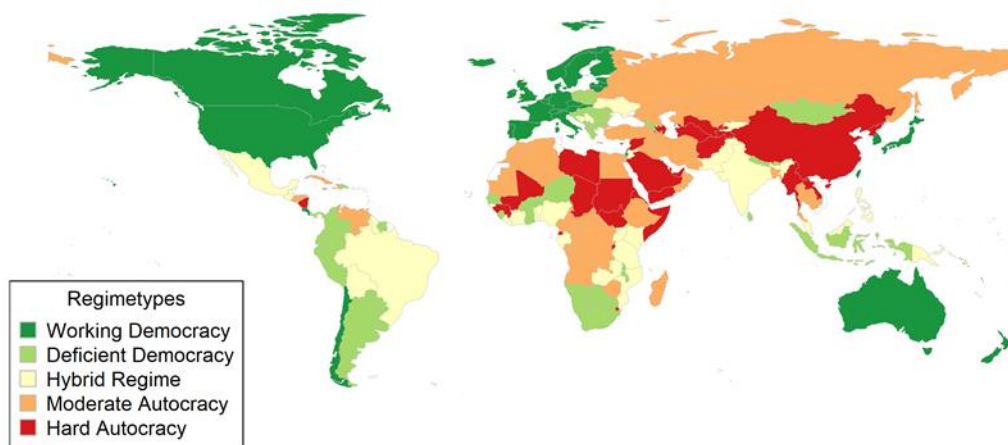 Regimetypes
Working Democracy
Deficient Democracy
Hybrid Regime
Moderate Autocracy
Hard Autocracy